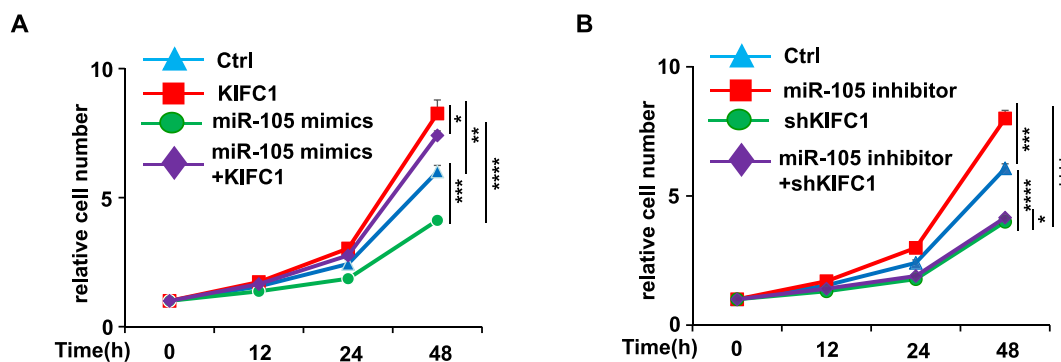 A
Ctrl
KIFC1
miR-105 mimics
miR-105 mimics
+KIFC1
relative cell number
10
5
0
*
**
***
****
Time(h) 0 12 24 48
B
Ctrl
miR-105 inhibitor
shKIFC1
miR-105 inhibitor
+shKIFC1
relative cell number
10
5
0
***
****
*
Time(h) 0 12 24 48